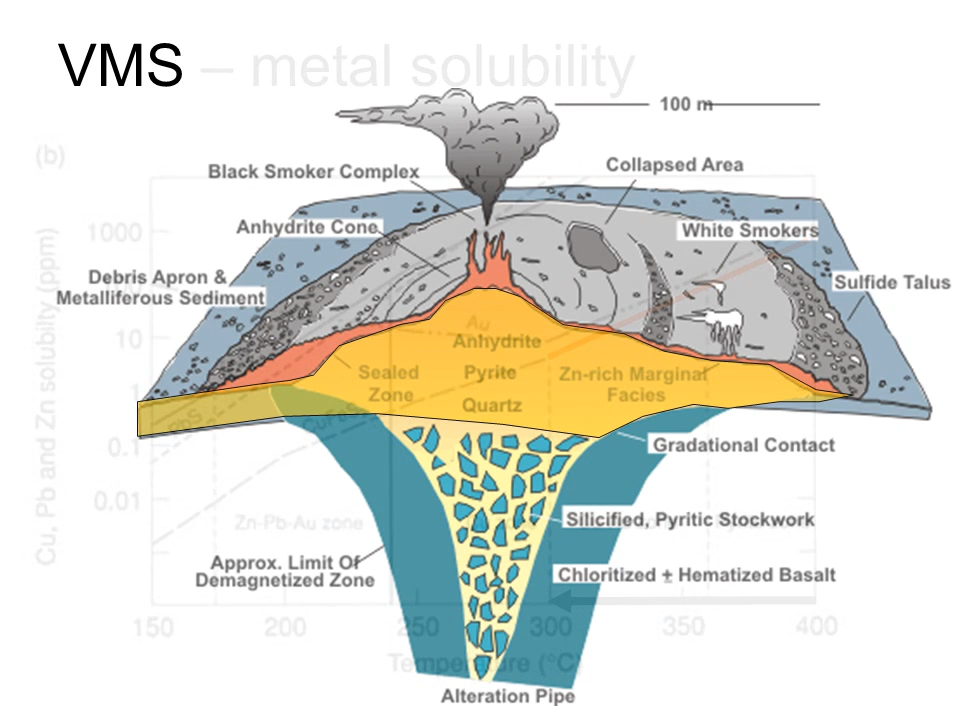 VMS – metal solubility
100 m
(b)
Black Smoker Complex
Collapsed Area
Anhydrite Cone
White Smokers
1000
Debris Apron &
Metalliferous Sediment
Sulfide Talus
10
Au
Anhydrite
Sealed
Zone
Pyrite
Zn-rich Marginal
Facies
1
Quartz
CuFeS
0.1
Gradational Contact
0.01
Cu, Pb and Zn solubility (ppm)
Zn-Pb-Au zone
Silicified, Pyritic Stockwork
Approx. Limit Of
Demagnetized Zone
Chloritized ± Hematized Basalt
150 200 250 300 350 400
Temperature (°C)
Alteration Pipe